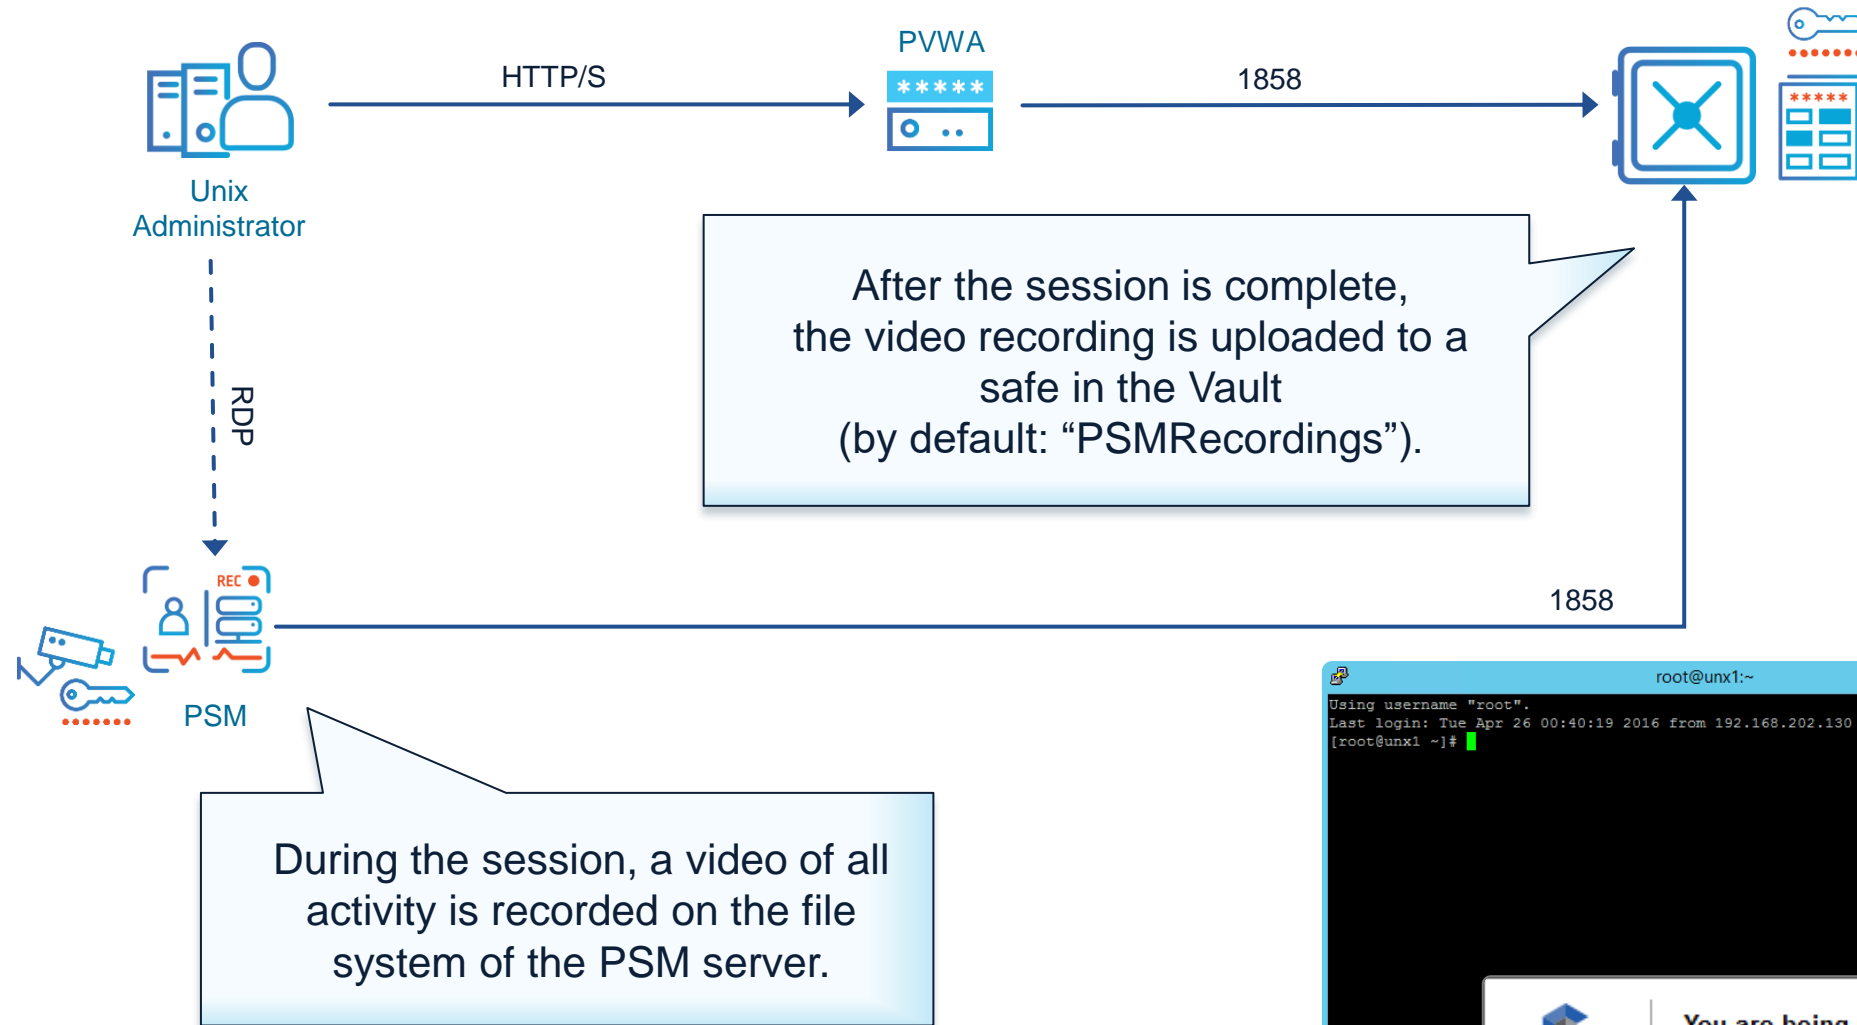 PVWA
HTTP/S
1858
*****
*****
Unix
Administrator
After the session is complete,
the video recording is uploaded to a
safe in the Vault
(by default: “PSMRecordings”).
RDP
REC
1858
PSM
root@unx1:~
Using username "root".
Last login: Tue Apr 26 00:40:19 2016 from 192.168.202.130
[root@unx1 ~]#
During the session, a video of all
activity is recorded on the file
system of the PSM server.
You are being